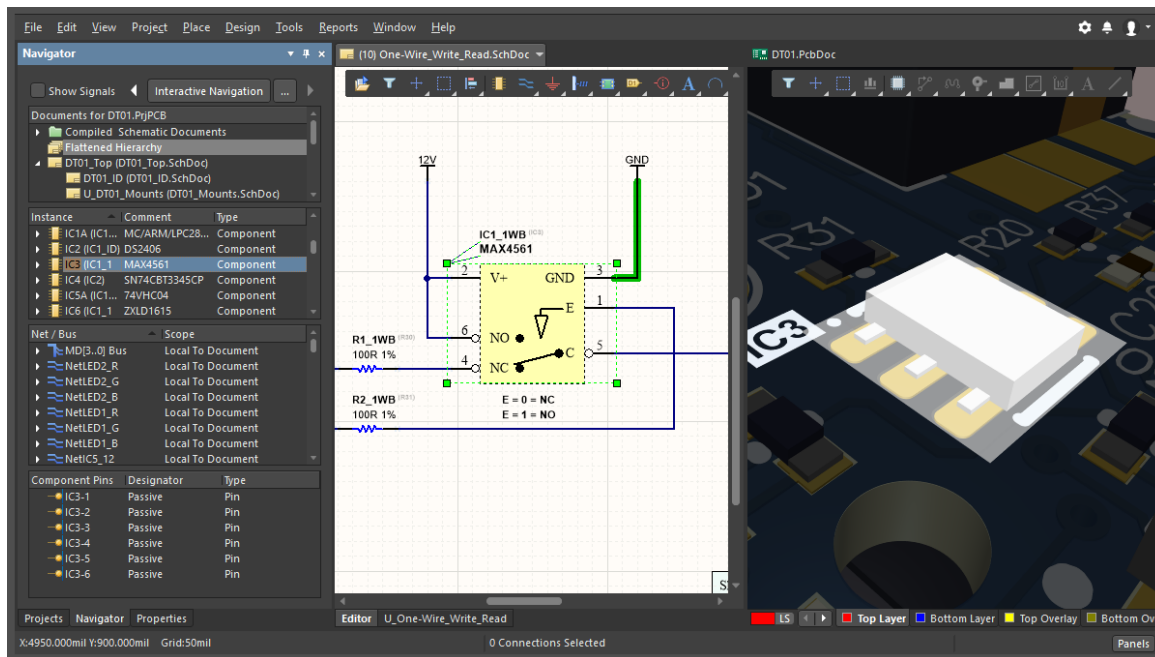 File Edit View Project Place Design Tools Reports Window Help
Navigator
Show Signals Interactive Navigation ...
Documents for DT01.PrjPCB
Compiled Schematic Documents
Flattened Hierarchy
DT01_Top (DT01_Top.SchDoc)
DT01_ID (DT01_ID.SchDoc)
U_DT01_Mounts (DT01_Mounts.SchDoc)
Instance Comment Type
IC1A (IC1... MC/ARM/LPC28... Component
IC2 (IC1_ID) DS2406 Component
IC3 (IC1_1 MAX4561 Component
IC4 (IC2) SN74CBT3345CP Component
IC5A (IC1... 74VHC04 Component
IC6 (IC1_1 ZXLD1615 Component
Net / Bus Scope
MD[3..0] Bus Local To Document
NetLED2_R Local To Document
NetLED2_G Local To Document
NetLED2_B Local To Document
NetLED1_R Local To Document
NetLED1_G Local To Document
NetLED1_B Local To Document
NetIC5_12 Local To Document
Component Pins Designator Type
IC3-1 Passive Pin
IC3-2 Passive Pin
IC3-3 Passive Pin
IC3-4 Passive Pin
IC3-5 Passive Pin
IC3-6 Passive Pin
Projects Navigator Properties
(10) One-Wire_Write_Read.SchDoc
12V GND
IC1_1WB (IC3)
MAX4561
2 V+ GND 3
E 1
6 NO
C 5
4 NC
R1_1WB (R30)
100R 1%
R2_1WB (R31)
100R 1%
E = 0 = NC
E = 1 = NO
Editor U_One-Wire_Write_Read
DT01.PcbDoc
R37
R20
R31
IC3
LS Top Layer Bottom Layer Top Overlay Bottom Ov
X:4950.000mil Y:900.000mil Grid:50mil 0 Connections Selected Panels